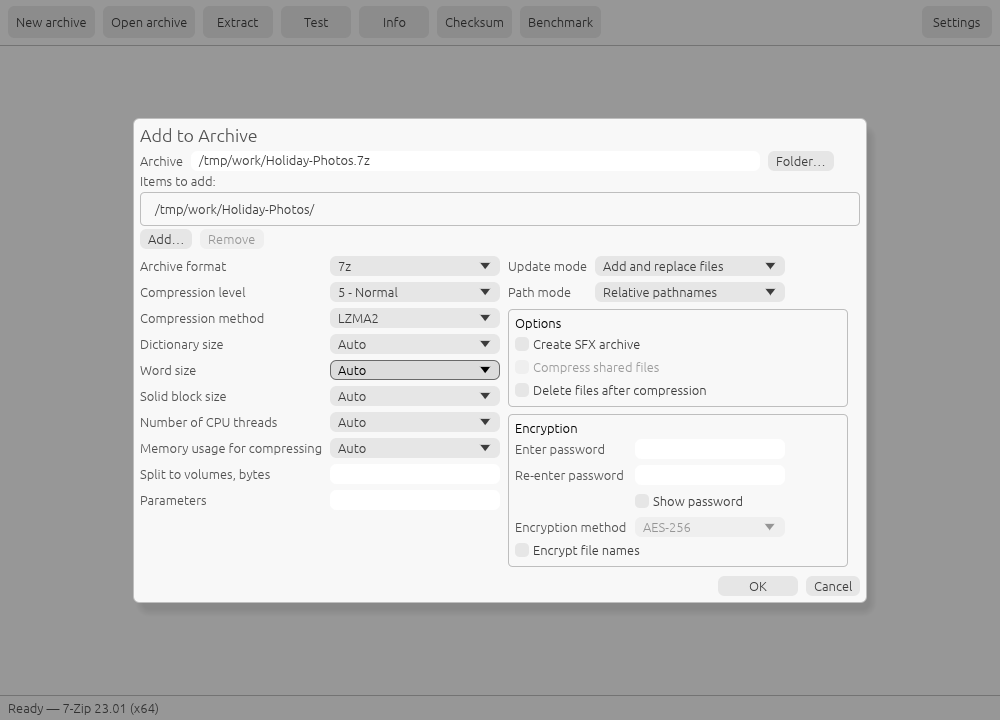 New archive Open archive Extract Test Info Checksum Benchmark Settings
Add to Archive
Archive /tmp/work/Holiday-Photos.7z Folder…
Items to add:
/tmp/work/Holiday-Photos/
Add… Remove
Archive format 7z Update mode Add and replace files
Compression level 5 - Normal Path mode Relative pathnames
Compression method LZMA2
Options
Dictionary size Auto Create SFX archive
Word size Auto Compress shared files
Solid block size Auto Delete files after compression
Number of CPU threads Auto
Encryption
Memory usage for compressing Auto Enter password
Split to volumes, bytes Re-enter password
Parameters Show password
Encryption method AES-256
Encrypt file names
OK Cancel
Ready — 7-Zip 23.01 (x64)